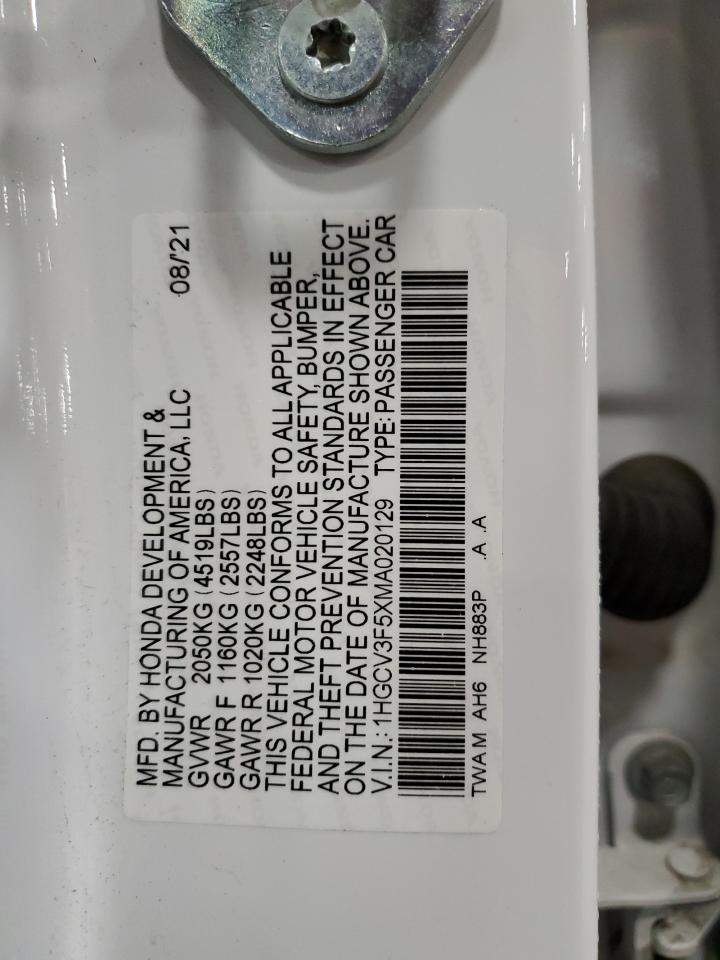 MFD. BY HONDA DEVELOPMENT &
MANUFACTURING OF AMERICA, LLC 08/'21
GVWR 2050KG (4519LBS)
GAWR F 1160KG (2557LBS)
GAWR R 1020KG (2248LBS)
THIS VEHICLE CONFORMS TO ALL APPLICABLE
FEDERAL MOTOR VEHICLE SAFETY, BUMPER,
AND THEFT PREVENTION STANDARDS IN EFFECT
ON THE DATE OF MANUFACTURE SHOWN ABOVE.
V.I.N.: 1HGCV3F5XMA020129 TYPE: PASSENGER CAR
TWA M AH6 NH883P .A .A